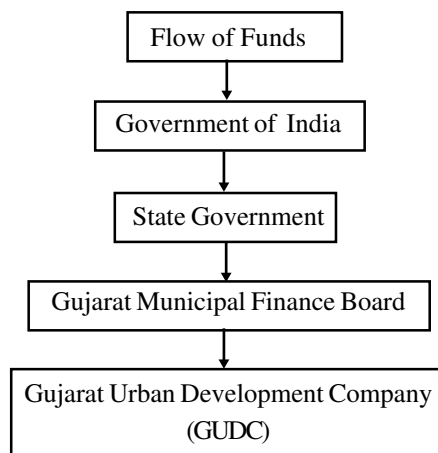 Flow of Funds
Government of India
State Government
Gujarat Municipal Finance Board
Gujarat Urban Development Company
(GUDC)